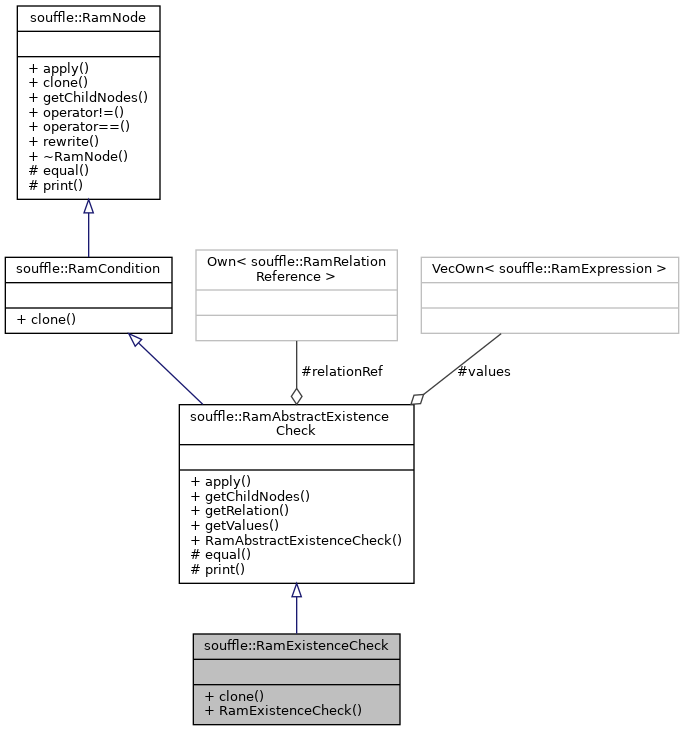 souffle::RamNode
+ apply()
+ clone()
+ getChildNodes()
+ operator!=()
+ operator==()
+ rewrite()
+ ~RamNode()
# equal()
# print()
souffle::RamCondition
+ clone()
Own< souffle::RamRelation
Reference >
VecOwn< souffle::RamExpression >
#relationRef
#values
souffle::RamAbstractExistence
Check
+ apply()
+ getChildNodes()
+ getRelation()
+ getValues()
+ RamAbstractExistenceCheck()
# equal()
# print()
souffle::RamExistenceCheck
+ clone()
+ RamExistenceCheck()